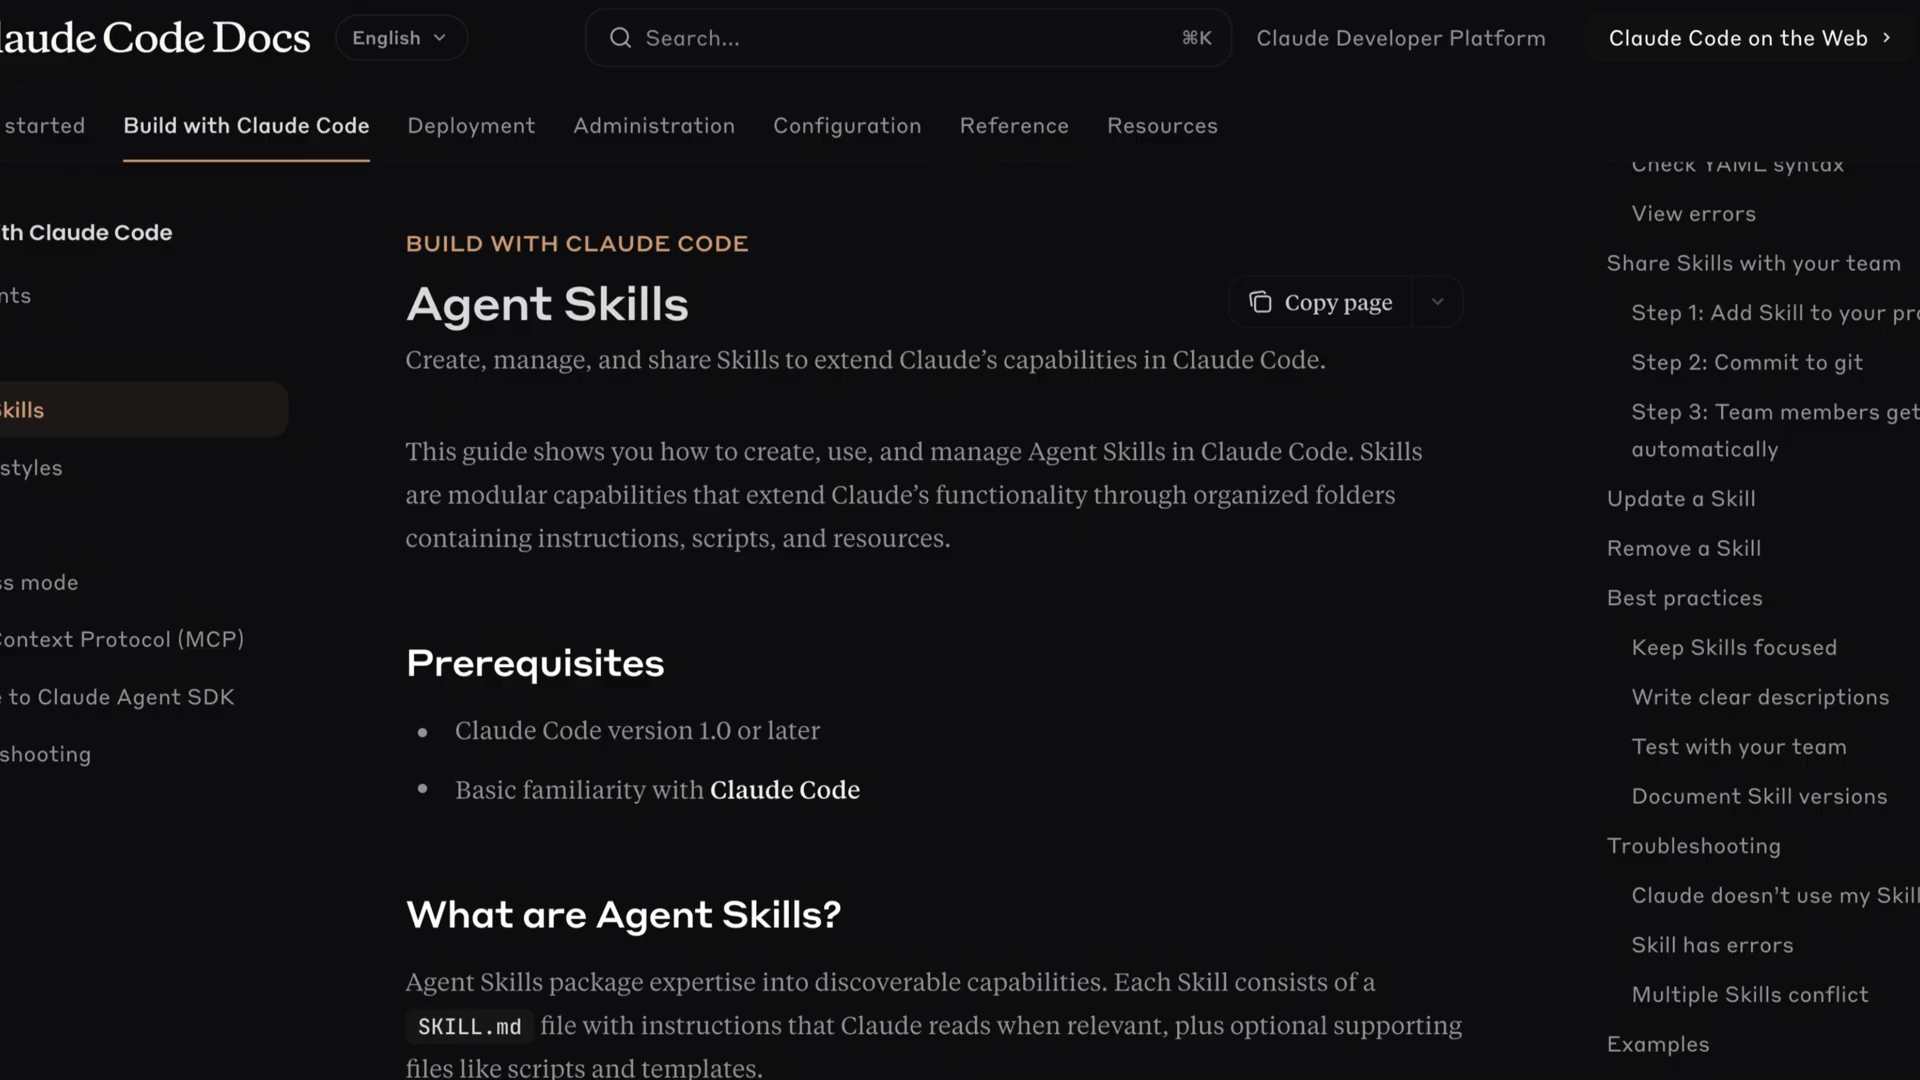 Claude Code Docs
English
Search...
⌘K
Claude Developer Platform
Claude Code on the Web
started
Build with Claude Code
Deployment
Administration
Configuration
Reference
Resources
th Claude Code
nts
Skills
styles
ss mode
Context Protocol (MCP)
to Claude Agent SDK
shooting
BUILD WITH CLAUDE CODE
Agent Skills
Copy page
Create, manage, and share Skills to extend Claude’s capabilities in Claude Code.
This guide shows you how to create, use, and manage Agent Skills in Claude Code. Skills
are modular capabilities that extend Claude’s functionality through organized folders
containing instructions, scripts, and resources.
Prerequisites
Claude Code version 1.0 or later
Basic familiarity with Claude Code
What are Agent Skills?
Agent Skills package expertise into discoverable capabilities. Each Skill consists of a
SKILL.md file with instructions that Claude reads when relevant, plus optional supporting
files like scripts and templates.
Check YAML syntax
View errors
Share Skills with your team
Step 1: Add Skill to your pro
Step 2: Commit to git
Step 3: Team members get
automatically
Update a Skill
Remove a Skill
Best practices
Keep Skills focused
Write clear descriptions
Test with your team
Document Skill versions
Troubleshooting
Claude doesn’t use my Skill
Skill has errors
Multiple Skills conflict
Examples